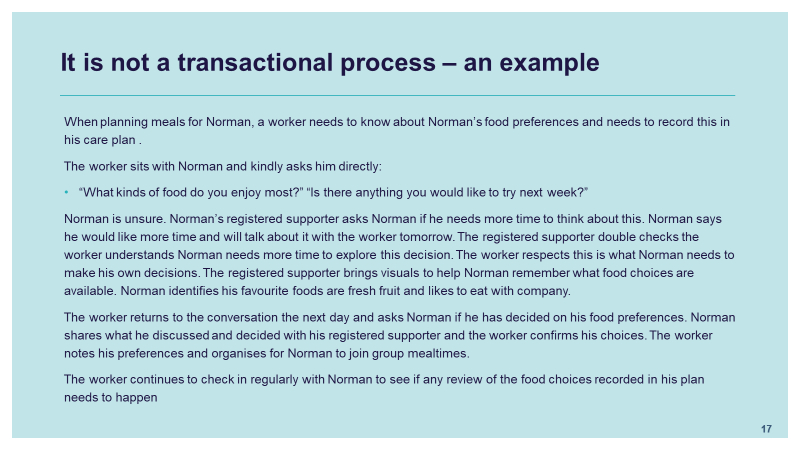 It is not a transactional process – an example
When planning meals for Norman, a worker needs to know about Norman’s food preferences and needs to record this in
his care plan .
The worker sits with Norman and kindly asks him directly:
• “What kinds of food do you enjoy most?” “Is there anything you would like to try next week?”
Norman is unsure. Norman’s registered supporter asks Norman if he needs more time to think about this. Norman says
he would like more time and will talk about it with the worker tomorrow. The registered supporter double checks the
worker understands Norman needs more time to explore this decision. The worker respects this is what Norman needs to
make his own decisions. The registered supporter brings visuals to help Norman remember what food choices are
available. Norman identifies his favourite foods are fresh fruit and likes to eat with company.
The worker returns to the conversation the next day and asks Norman if he has decided on his food preferences. Norman
shares what he discussed and decided with his registered supporter and the worker confirms his choices. The worker
notes his preferences and organises for Norman to join group mealtimes.
The worker continues to check in regularly with Norman to see if any review of the food choices recorded in his plan
needs to happen
17